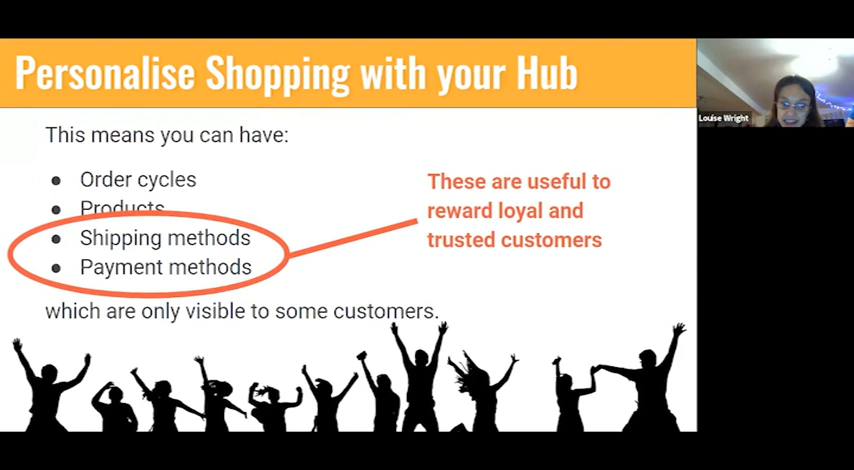 Personalise Shopping with your Hub
Louise Wright
This means you can have:
Order cycles
Products
Shipping methods
Payment methods
These are useful to
reward loyal and
trusted customers
which are only visible to some customers.